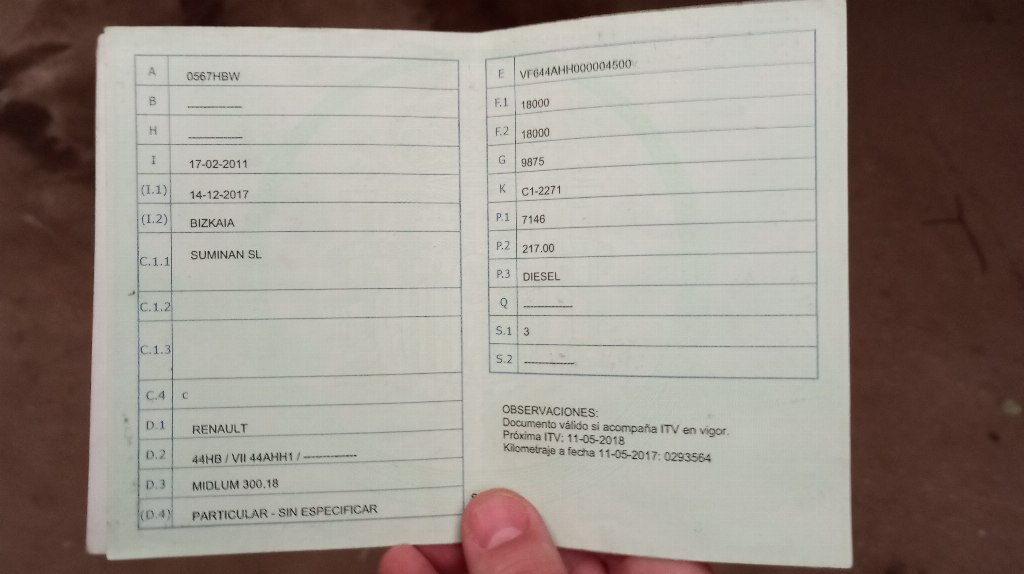 A 0567HBW
B ----------------
H ----------------
I 17-02-2011
(I.1) 14-12-2017
(I.2) BIZKAIA
C.1.1 SUMINAN SL
C.1.2
C.1.3
C.4 c
D.1 RENAULT
D.2 44HB / VII 44AHH1 / ----------------
D.3 MIDLUM 300.18
(D.4) PARTICULAR - SIN ESPECIFICAR
E VF644AHH000004500
F.1 18000
F.2 18000
G 9875
K C1-2271
P.1 7146
P.2 217.00
P.3 DIESEL
Q ----------------
S.1 3
S.2 ----------------
OBSERVACIONES:
Documento válido si acompaña ITV en vigor.
Próxima ITV: 11-05-2018
Kilometraje a fecha 11-05-2017: 0293564